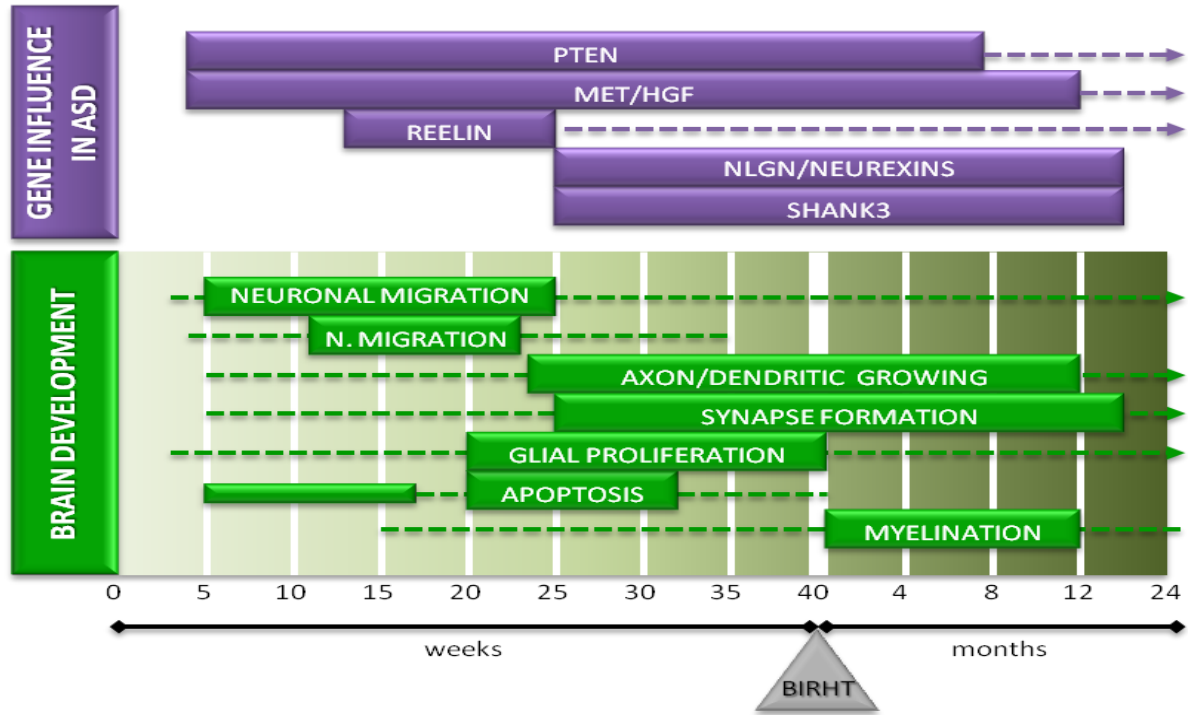 GENE INFLUENCE
IN ASD
PTEN
MET/HGF
REELIN
NLGN/NEUREXINS
SHANK3
BRAIN DEVELOPMENT
NEURONAL MIGRATION
N. MIGRATION
AXON/DENDRITIC GROWING
SYNAPSE FORMATION
GLIAL PROLIFERATION
APOPTOSIS
MYELINATION
0 5 10 15 20 25 30 35 40 4 8 12 24
weeks months
BIRHT